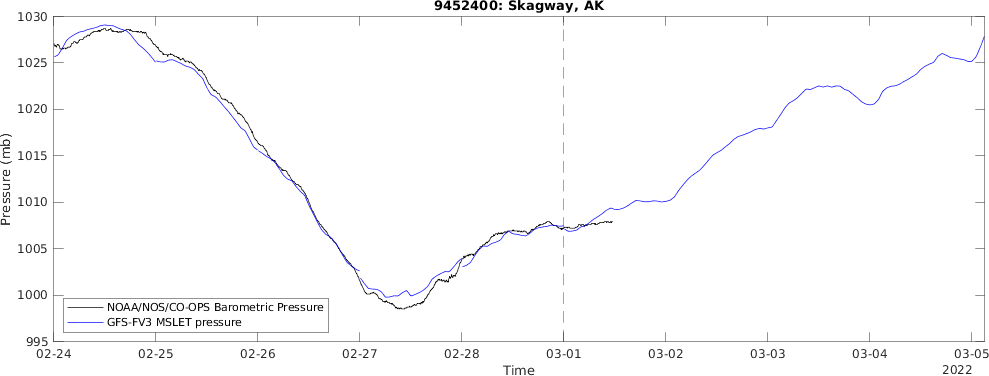 9452400: Skagway, AK
Pressure (mb)
1030
1025
1020
1015
1010
1005
1000
995
NOAA/NOS/CO-OPS Barometric Pressure
GFS-FV3 MSLET pressure
02-24 02-25 02-26 02-27 02-28 03-01 03-02 03-03 03-04 03-05
Time
2022